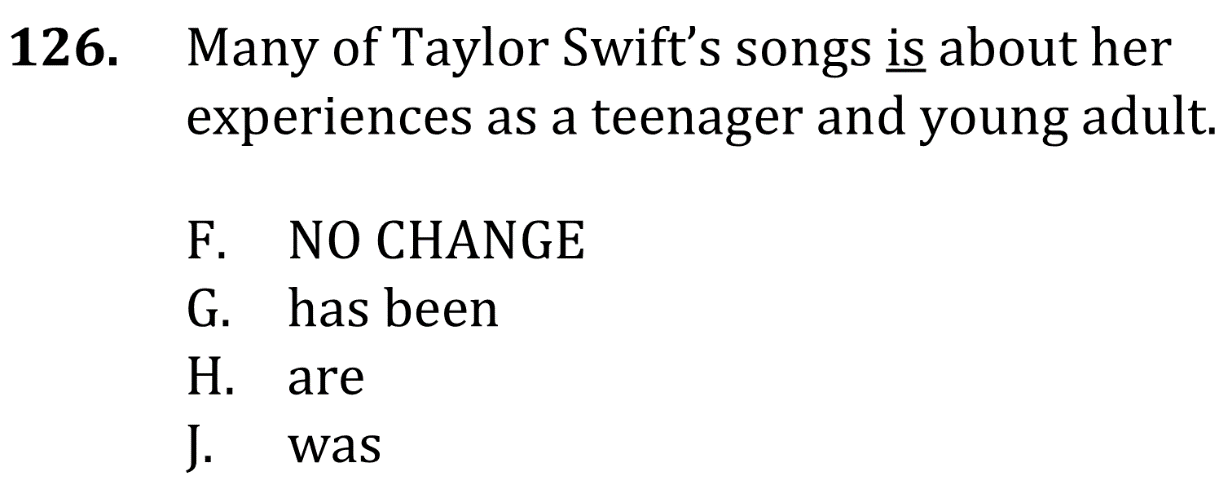 126. Many of Taylor Swift’s songs is about her
experiences as a teenager and young adult.
F. NO CHANGE
G. has been
H. are
J. was